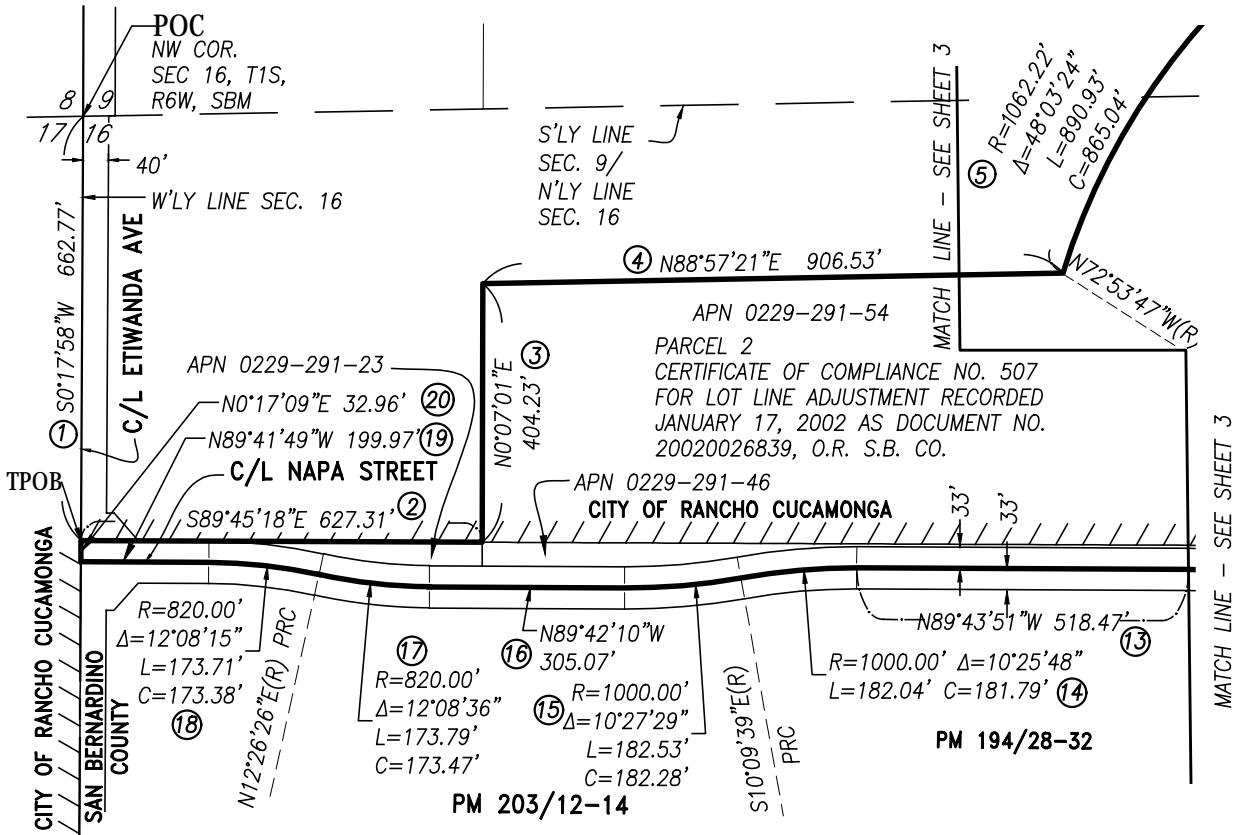 POC
NW COR.
SEC 16, T1S,
R6W, SBM
8 9
17 16
40'
W'LY LINE SEC. 16
① S0°17'58"W 662.77'
C/L ETIWANDA AVE
S'LY LINE
SEC. 9/
N'LY LINE
SEC. 16
MATCH LINE - SEE SHEET 3
⑤ R=1062.22'
Δ=48°03'24"
L=890.93'
C=865.04'
④ N88°57'21"E 906.53'
N72°53'47"W(R
APN 0229-291-54
PARCEL 2
CERTIFICATE OF COMPLIANCE NO. 507
FOR LOT LINE ADJUSTMENT RECORDED
JANUARY 17, 2002 AS DOCUMENT NO.
20020026839, O.R. S.B. CO.
APN 0229-291-23
N0°17'09"E 32.96' ⑳
N89°41'49"W 199.97' ⑲
C/L NAPA STREET
S89°45'18"E 627.31' ②
N0°07'01"E ③
404.23'
TPOB
APN 0229-291-46
CITY OF RANCHO CUCAMONGA
33' 33'
MATCH LINE - SEE SHEET 3
CITY OF RANCHO CUCAMONGA
SAN BERNARDINO
COUNTY
R=820.00'
Δ=12°08'15"
L=173.71'
C=173.38'
⑱
N12°26'26"E(R) PRC
⑰
R=820.00'
Δ=12°08'36"
L=173.79'
C=173.47'
⑯ N89°42'10"W
305.07'
⑮ R=1000.00'
Δ=10°27'29"
L=182.53'
C=182.28'
S10°09'39"E(R)
PRC
N89°43'51"W 518.47'
⑬
R=1000.00' Δ=10°25'48"
L=182.04' C=181.79' ⑭
PM 194/28-32
PM 203/12-14